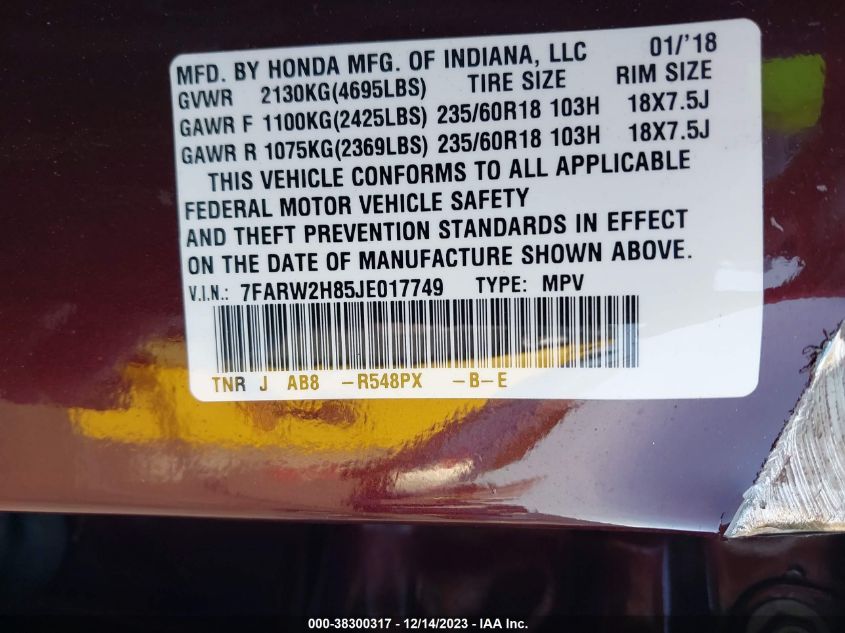 MFD. BY HONDA MFG. OF INDIANA, LLC 01/'18
GVWR 2130KG(4695LBS) TIRE SIZE RIM SIZE
GAWR F 1100KG(2425LBS) 235/60R18 103H 18X7.5J
GAWR R 1075KG(2369LBS) 235/60R18 103H 18X7.5J
THIS VEHICLE CONFORMS TO ALL APPLICABLE
FEDERAL MOTOR VEHICLE SAFETY
AND THEFT PREVENTION STANDARDS IN EFFECT
ON THE DATE OF MANUFACTURE SHOWN ABOVE.
V.I.N.: 7FARW2H85JE017749 TYPE: MPV
TNR J AB8 -R548PX -B-E
000-38300317 - 12/14/2023 - IAA Inc.